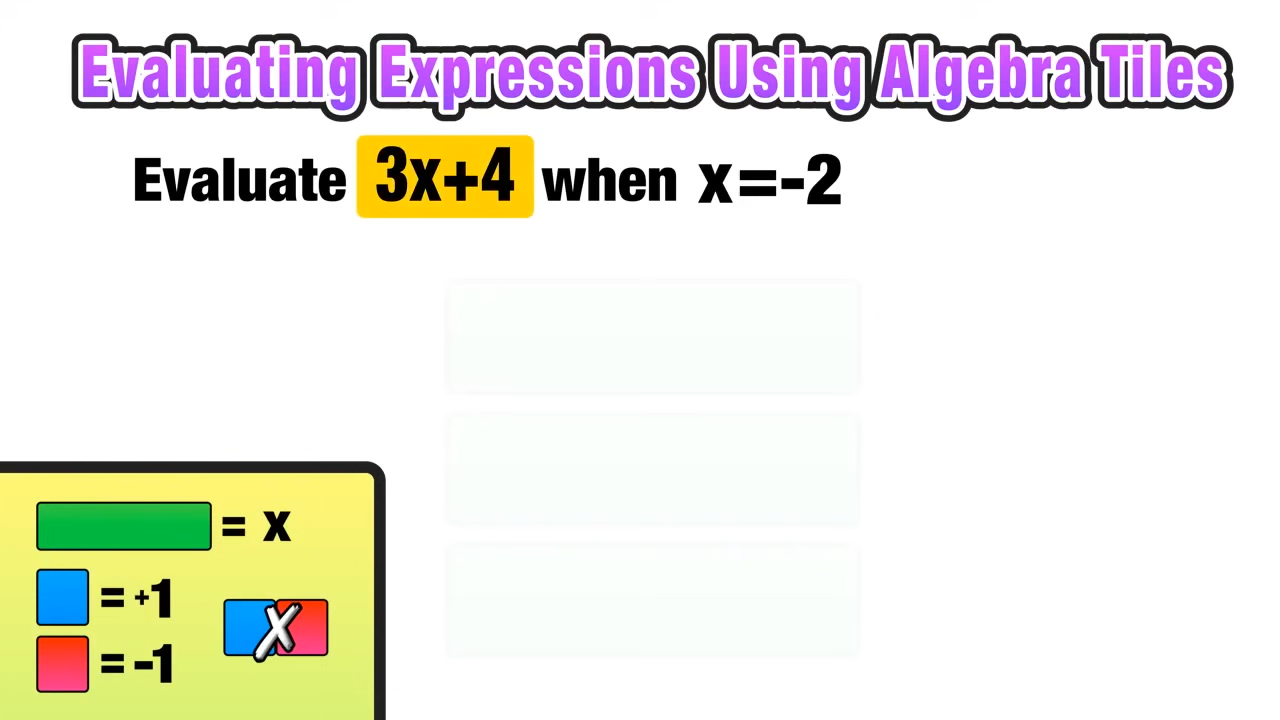 Evaluating Expressions Using Algebra Tiles
Evaluate 3x+4 when x=-2
= x
= +1
= -1
X